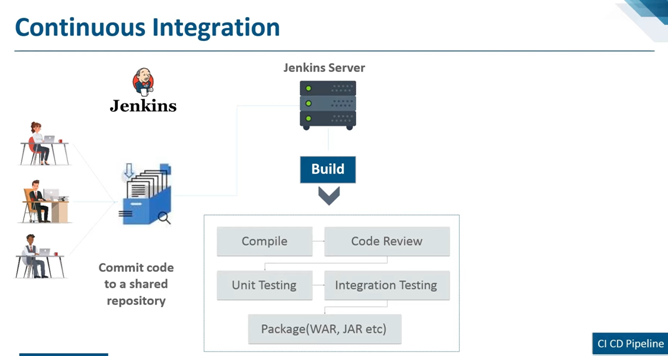 Continuous Integration
Jenkins Server
Jenkins
Build
Compile
Code Review
Unit Testing
Integration Testing
Package(WAR, JAR etc)
Commit code
to a shared
repository
CI CD Pipeline